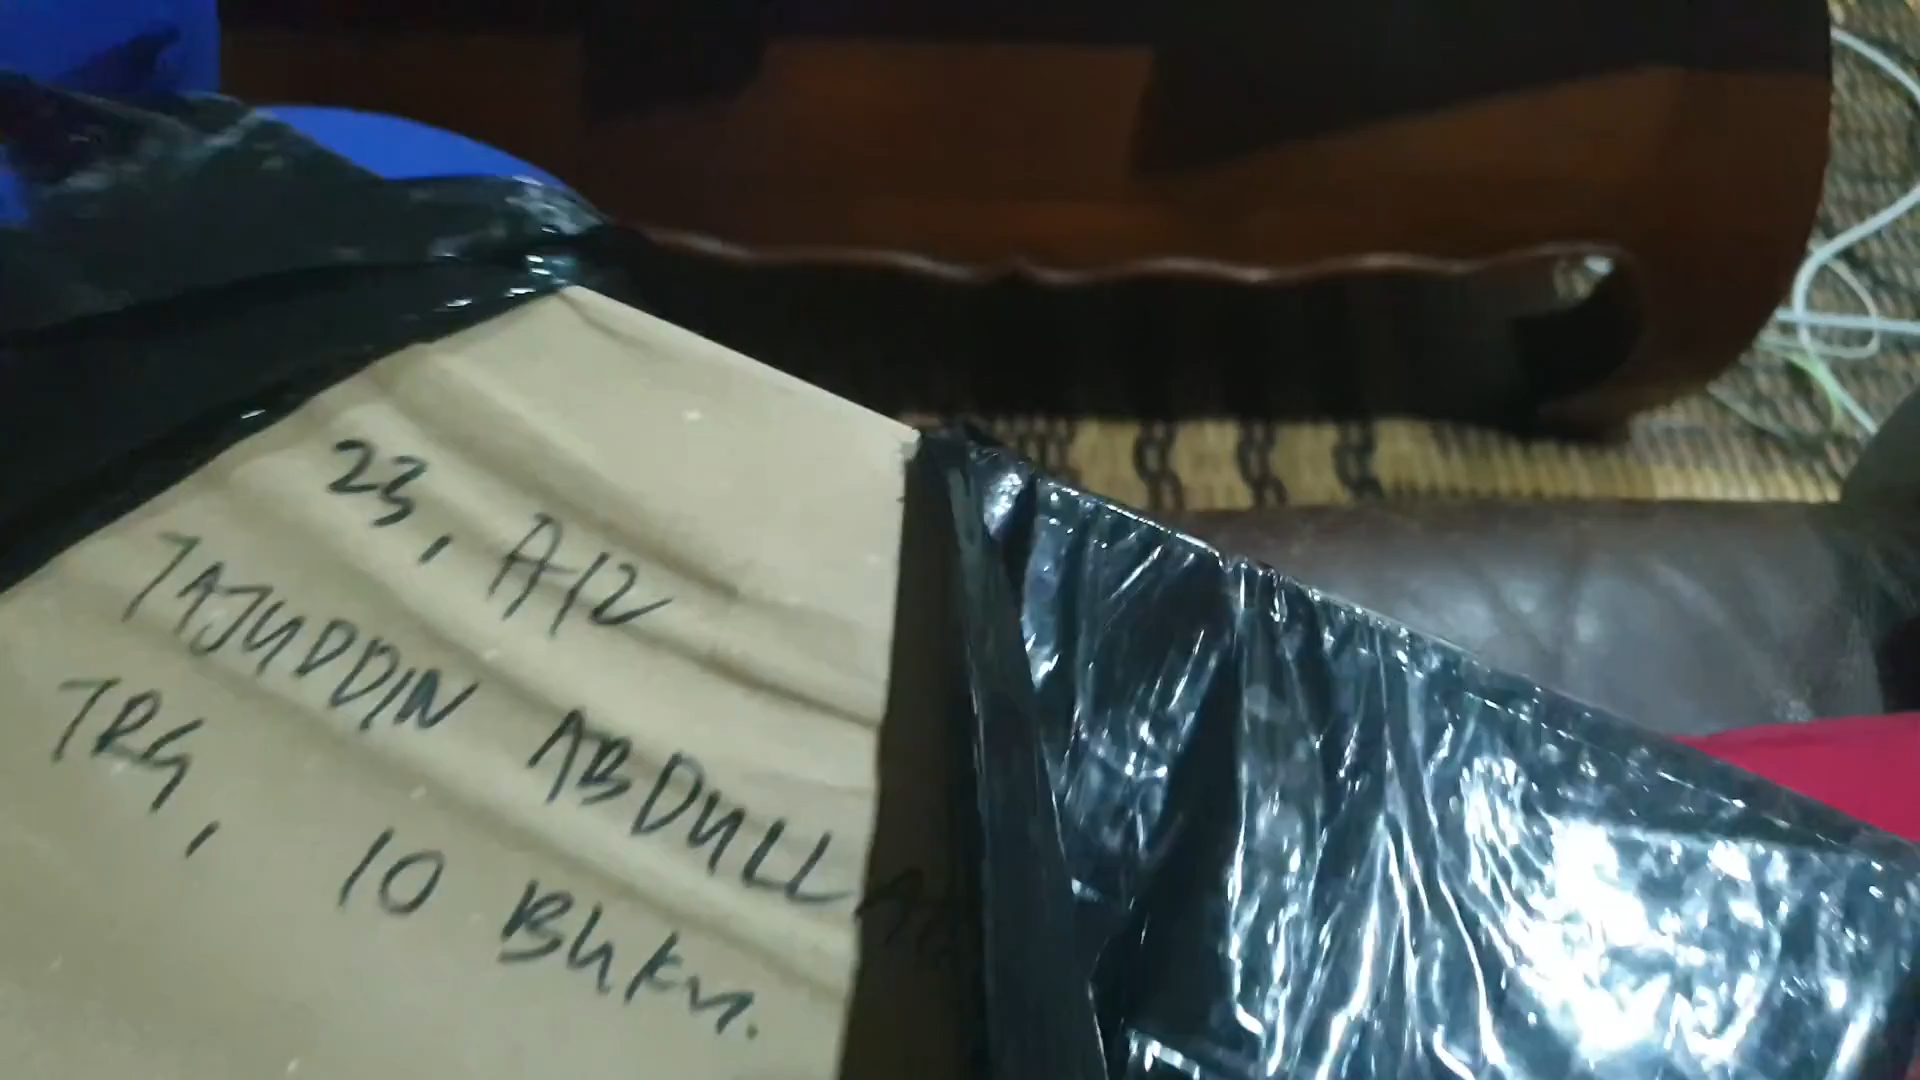 23, A12
TAJUDDIN ABDULL
TRG, 10 BUKU.